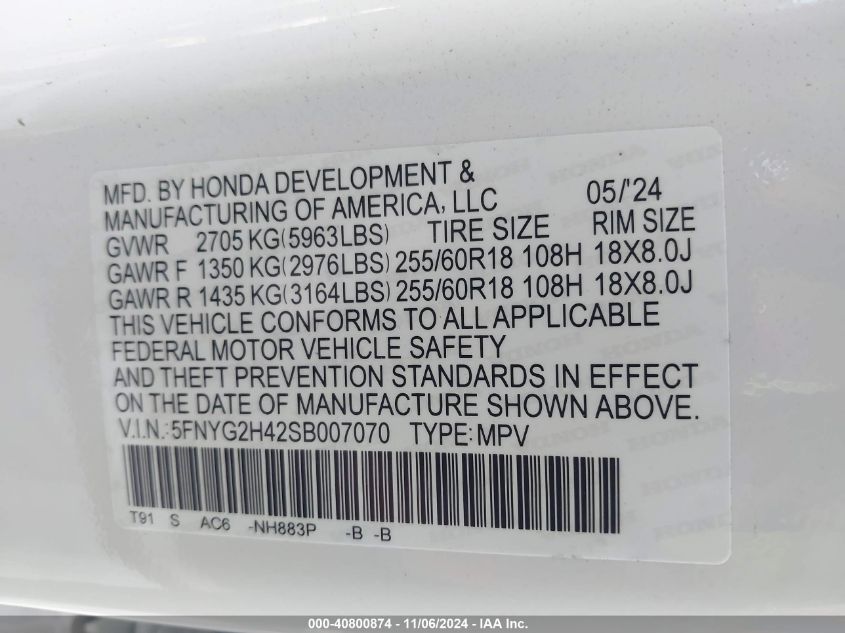 MFD. BY HONDA DEVELOPMENT &
MANUFACTURING OF AMERICA, LLC 05/'24
GVWR 2705 KG(5963LBS) TIRE SIZE RIM SIZE
GAWR F 1350 KG(2976LBS) 255/60R18 108H 18X8.0J
GAWR R 1435 KG(3164LBS) 255/60R18 108H 18X8.0J
THIS VEHICLE CONFORMS TO ALL APPLICABLE
FEDERAL MOTOR VEHICLE SAFETY
AND THEFT PREVENTION STANDARDS IN EFFECT
ON THE DATE OF MANUFACTURE SHOWN ABOVE.
V.I.N.:5FNYG2H42SB007070 TYPE:MPV
T91 S AC6 -NH883P -B -B
000-40800874 - 11/06/2024 - IAA Inc.